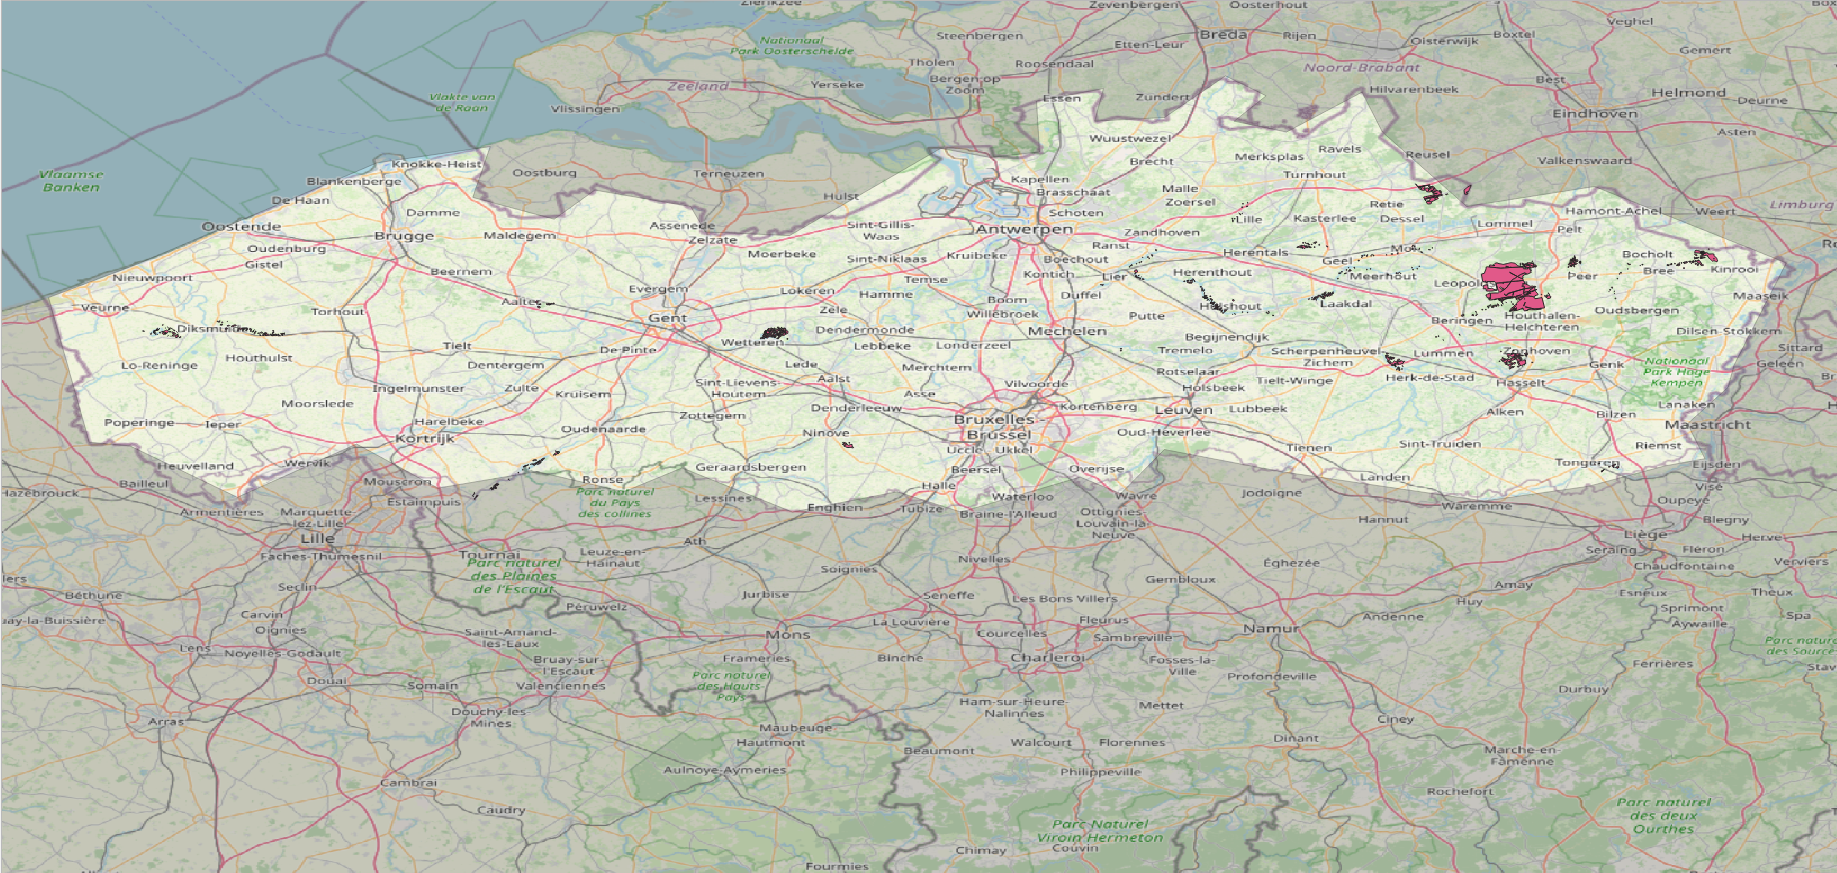 Zierikzee
Zevenbergen
Oosterhout
Veghel
Steenbergen
Nationaal
Park Oosterschelde
Etten-Leur
Breda
Rijen
Oisterwijk
Boxtel
Gemert
Tholen
Roosendaal
Noord-Brabant
Best
Zeeland
Yerseke
Bergen op
Zoom
Vlakte van
de Raan
Vlissingen
Essen
Zundert
Hilvarenbeek
Helmond
Deurne
Eindhoven
Asten
Wuustwezel
Ravels
Reusel
Merksplas
Brecht
Valkenswaard
Knokke-Heist
Oostburg
Terneuzen
Turnhout
Vlaamse
Banken
Blankenberge
Kapellen
Brasschaat
Malle
Zoersel
Hulst
De Haan
Damme
Schoten
Retie
Dessel
Limburg
Lille
Kasterlee
Lommel
Hamont-Achel
Weert
Oostende
Brugge
Maldegem
Assenede
Zelzate
Sint-Gillis-
Waas
Antwerpen
Zandhoven
Pelt
Oudenburg
Gistel
Moerbeke
Sint-Niklaas
Kruibeke
Ranst
Boechout
Herentals
Geel
Mol
Bocholt
Bree
Kinrooi
Nieuwpoort
Beernem
Evergem
Temse
Kontich
Lier
Herenthout
Meerhout
Leopol
Peer
Veurne
Aalter
Lokeren
Hamme
Boom
Willebroek
Duffel
Hulshout
Laakdal
Maaseik
Torhout
Gent
Zele
Putte
Beringen
Houthalen-
Helchteren
Oudsbergen
Diksmuide
Wetteren
Dendermonde
Mechelen
Begijnendijk
Dilsen-Stokkem
Tielt
De Pinte
Lebbeke
Londerzeel
Tremelo
Scherpenheuvel
Zichem
Lummen
Zonhoven
Sittard
Lo-Reninge
Houthulst
Dentergem
Lede
Merchtem
Rotselaar
Genk
Nationaal
Park Hoge
Kempen
Geleen
Ingelmunster
Zulte
Kruisem
Sint-Lievens-
Houtem
Aalst
Asse
Vilvoorde
Holsbeek
Tielt-Winge
Herk-de-Stad
Hasselt
Moorslede
Zottegem
Denderleeuw
Kortenberg
Leuven
Lubbeek
Alken
Bilzen
Lanaken
Poperinge
Ieper
Harelbeke
Oudenaarde
Ninove
Bruxelles -
Brussel
Oud-Heverlee
Maastricht
Kortrijk
Uccle - Ukkel
Tienen
Sint-Truiden
Riemst
Heuvelland
Wervik
Geraardsbergen
Beersel
Overijse
Tongeren
Eijsden
Hazebrouck
Bailleul
Mouscron
Ronse
Lessines
Halle
Landen
Visé
Oupeye
Estaimpuis
Parc naturel
du Pays
des collines
Waterloo
Wavre
Jodoigne
Armentières
Marquette-
lez-Lille
Enghien
Tubize
Braine-l'Alleud
Ottignies-
Louvain-la-
Neuve
Hannut
Waremme
Blegny
Lille
Ath
Liège
Herve
Faches-Thumesnil
Tournai
Leuze-en-
Hainaut
Nivelles
Éghezée
Seraing
Fléron
Chaudfontaine
Verviers
Parc naturel
des Plaines
de l'Escaut
Soignies
Gembloux
Seclin
Amay
Béthune
Péruwelz
Jurbise
Seneffe
Les Bons Villers
Huy
Esneux
Theux
Carvin
Oignies
La Louvière
Fleurus
Andenne
Sprimont
Aywaille
Spa
Saint-Amand-
les-Eaux
Mons
Courcelles
Sambreville
Namur
Lens
Noyelles-Godault
Bruay-sur-
l'Escaut
Frameries
Binche
Charleroi
Fosses-la-
Ville
Ferrières
Douai
Somain
Valenciennes
Parc naturel
des Hauts-
Pays
Profondeville
Durbuy
Arras
Douchy-les-
Mines
Ham-sur-Heure-
Nalinnes
Mettet
Ciney
Maubeuge
Hautmont
Beaumont
Walcourt
Florennes
Dinant
Marche-en-
Famenne
Cambrai
Aulnoye-Aymeries
Philippeville
Rochefort
Caudry
Parc Naturel
Viroin Hermeton
Couvin
Parc naturel
des deux
Ourthes
Chimay
Fourmies